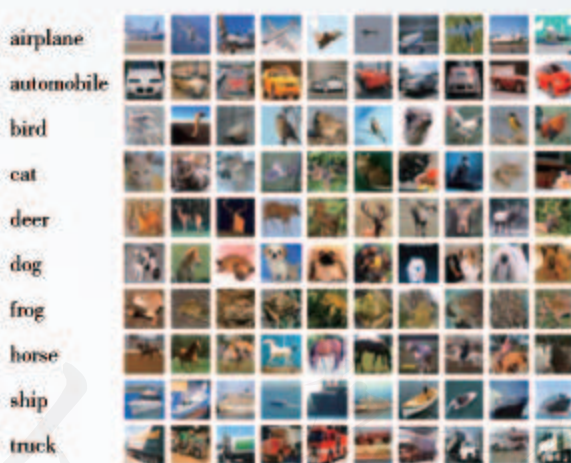 airplane
automobile
bird
cat
deer
dog
frog
horse
ship
truck